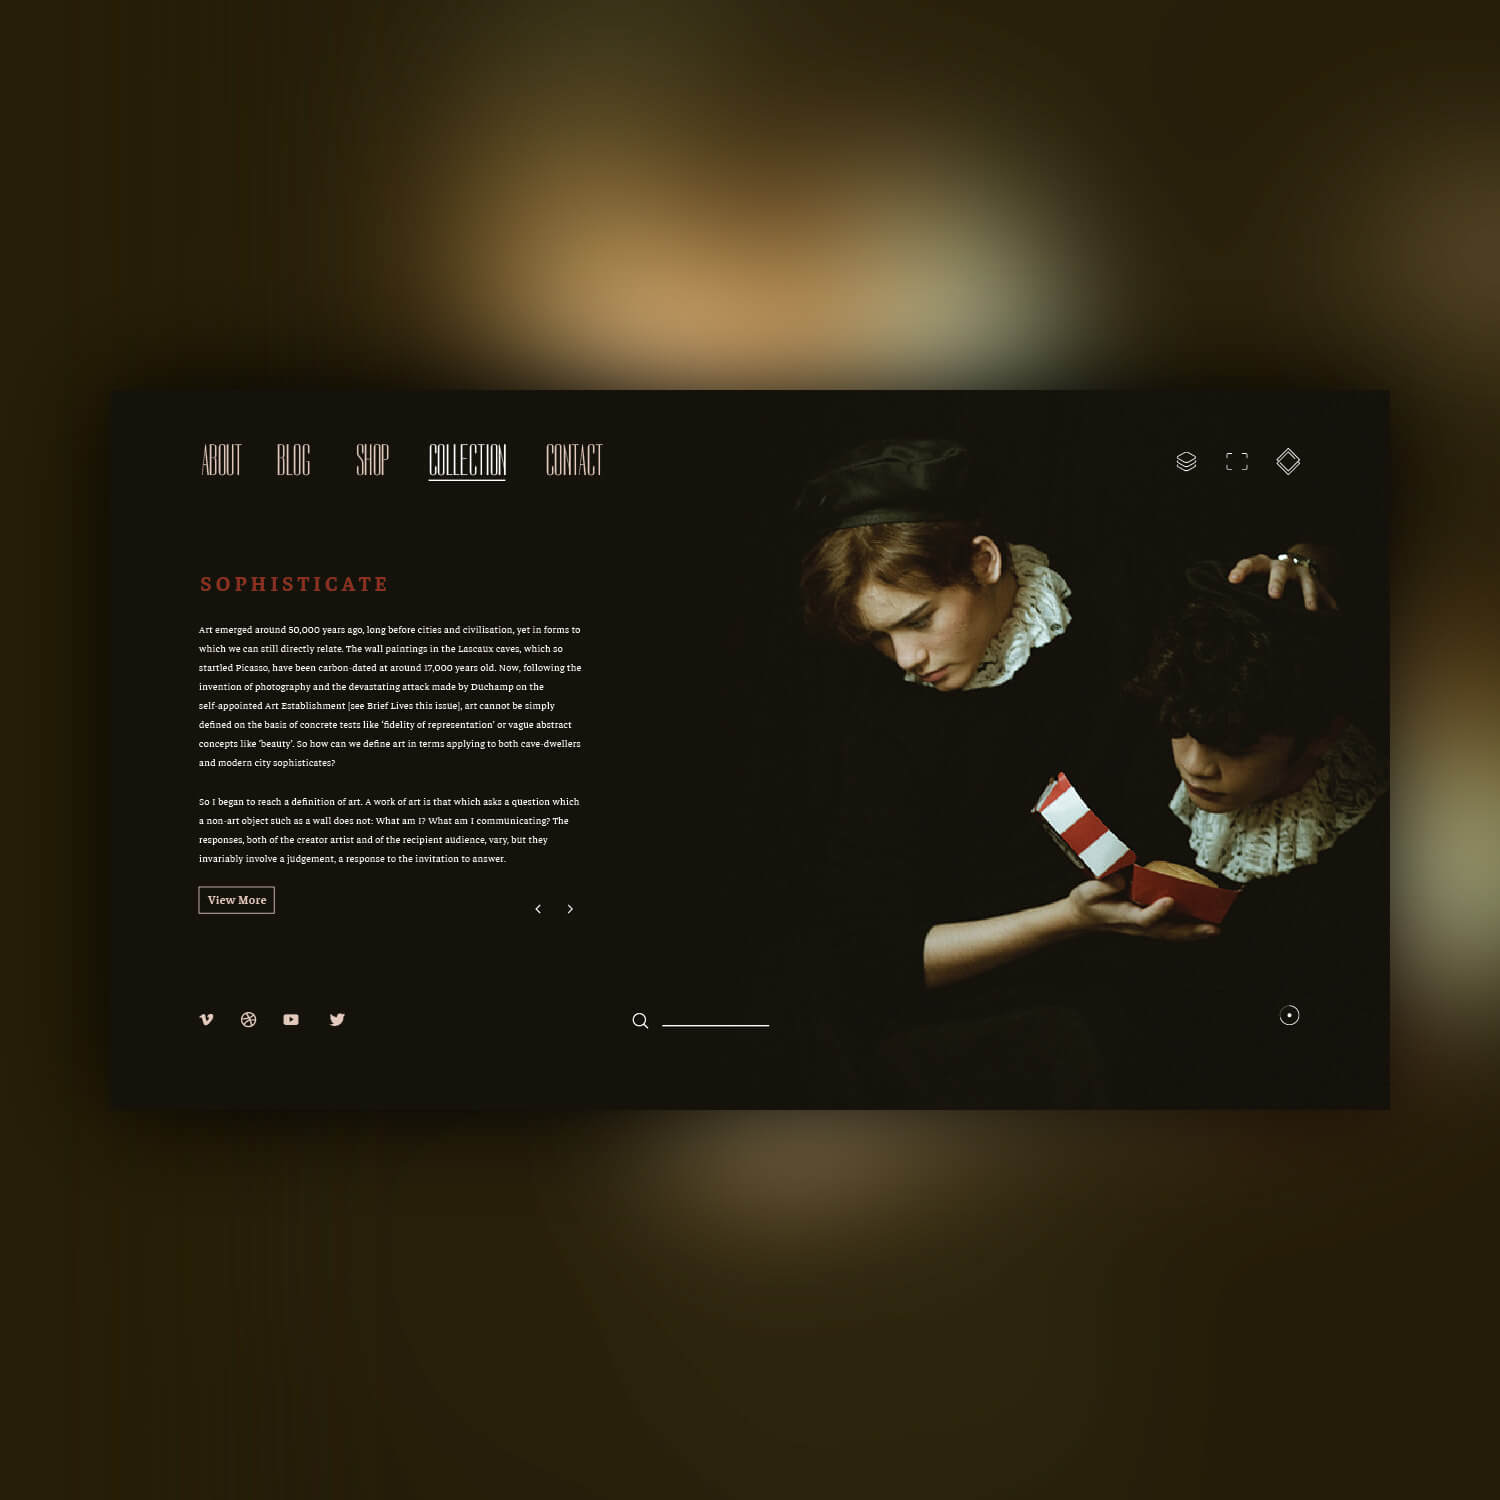 ABOUT BLOG SHOP COLLECTION CONTACT
SOPHISTICATE
Art emerged around 50,000 years ago, long before cities and civilisation, yet in forms to
which we can still directly relate. The wall paintings in the Lascaux caves, which so
startled Picasso, have been carbon-dated at around 17,000 years old. Now, following the
invention of photography and the devastating attack made by Duchamp on the
self-appointed Art Establishment [see Brief Lives this issue], art cannot be simply
defined on the basis of concrete tests like ‘fidelity of representation’ or vague abstract
concepts like ‘beauty’. So how can we define art in terms applying to both cave-dwellers
and modern city sophisticates?
So I began to reach a definition of art. A work of art is that which asks a question which
a non-art object such as a wall does not: What am I? What am I communicating? The
responses, both of the creator artist and of the recipient audience, vary, but they
invariably involve a judgement, a response to the invitation to answer.
View More